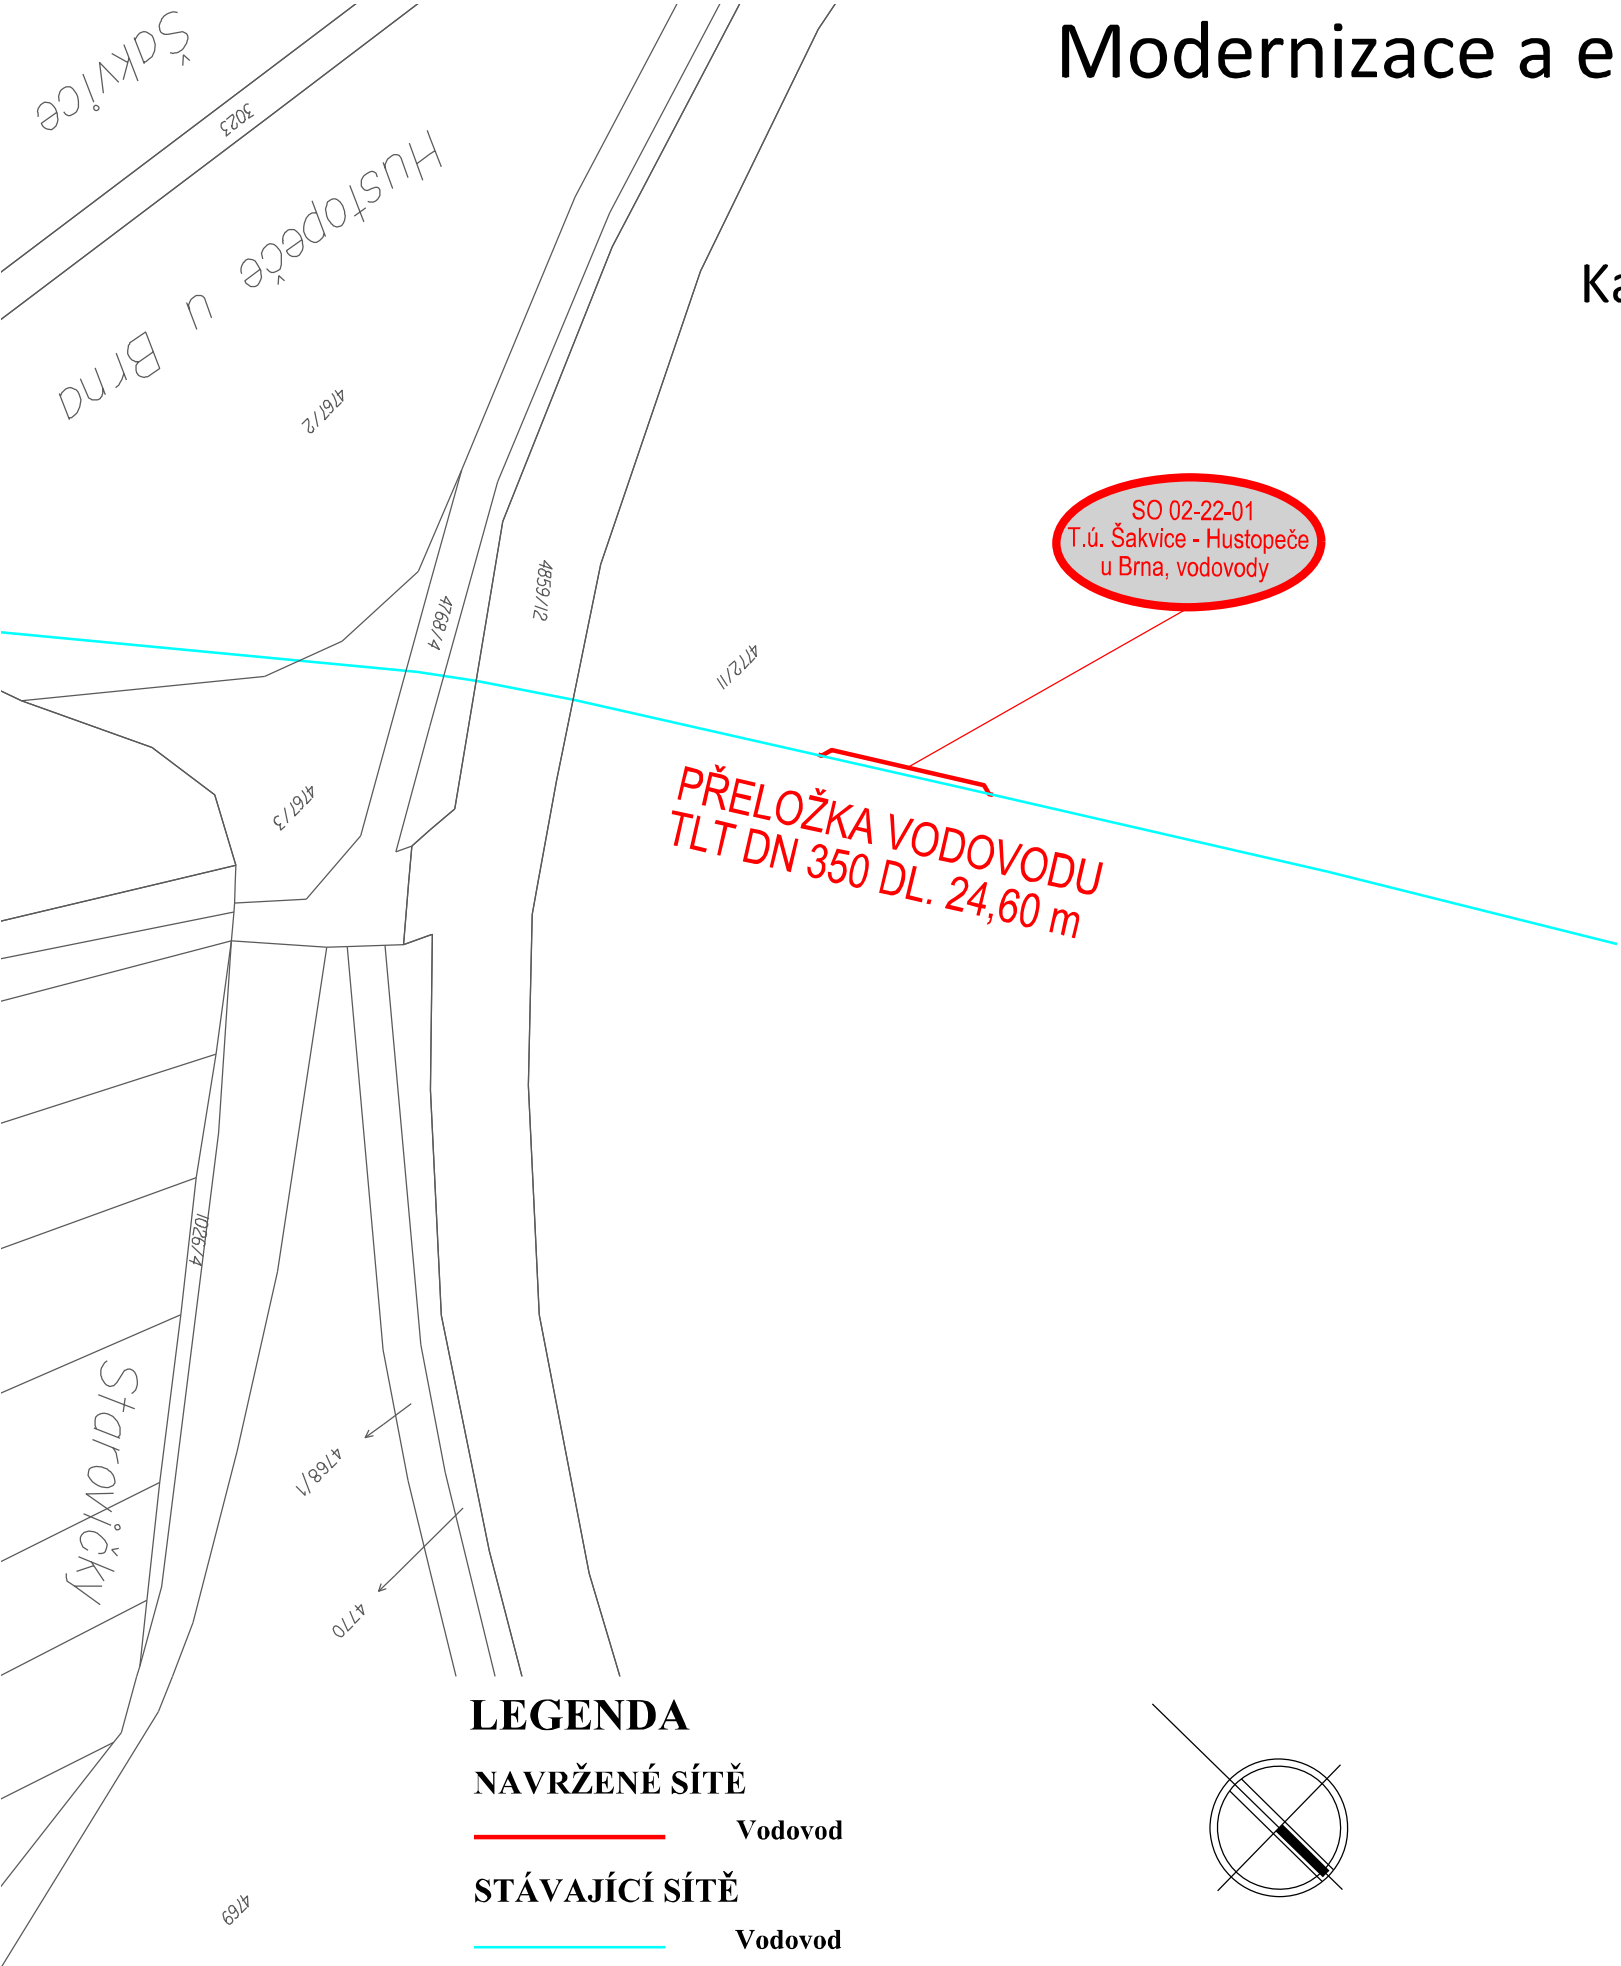 Modernizace a e
Ka
Šakvice
3023
Hustopeče u Brna
4767/2
SO 02-22-01
T.ú. Šakvice - Hustopeče
u Brna, vodovody
4859/12
4768/4
4772/11
PŘELOŽKA VODOVODU
TLT DN 350 DL. 24,60 m
4767/3
1026/4
Starovičky
4768/1
4770
4769
LEGENDA
NAVRŽENÉ SÍTĚ
Vodovod
STÁVAJÍCÍ SÍTĚ
Vodovod